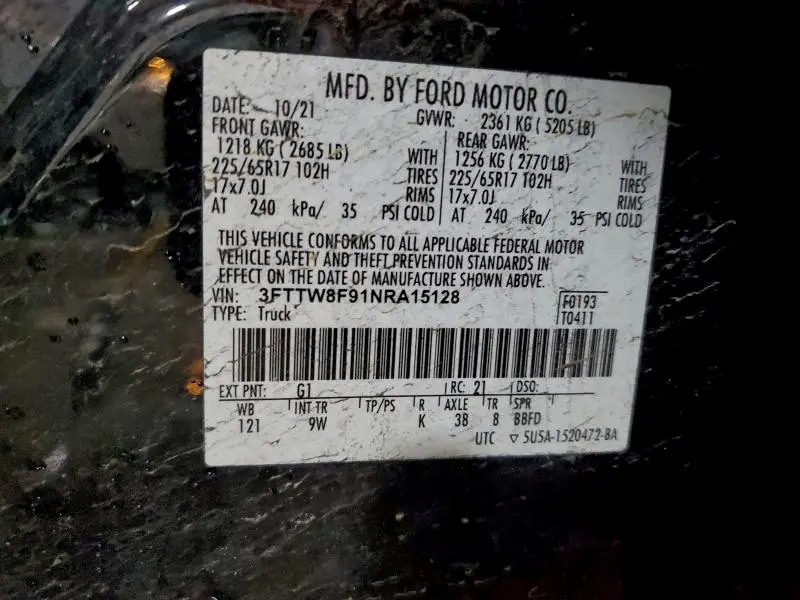 MFD. BY FORD MOTOR CO.
DATE: 10/21 GVWR: 2361 KG ( 5205 LB)
FRONT GAWR: REAR GAWR:
1218 KG ( 2685 LB) WITH 1256 KG ( 2770 LB) WITH
225/65R17 102H TIRES 225/65R17 102H TIRES
17x7.0J RIMS 17x7.0J RIMS
AT 240 kPa/ 35 PSI COLD AT 240 kPa/ 35 PSI COLD
THIS VEHICLE CONFORMS TO ALL APPLICABLE FEDERAL MOTOR
VEHICLE SAFETY AND THEFT PREVENTION STANDARDS IN
EFFECT ON THE DATE OF MANUFACTURE SHOWN ABOVE.
VIN: 3FTTW8F91NRA15128 F0193
TYPE: Truck T0411
EXT PNT: G1 RC: 21 DSO:
WB INT TR TP/PS R AXLE TR SPR
121 9W K 38 8 BBFD
UTC ▽ 5U5A-1520472-BA